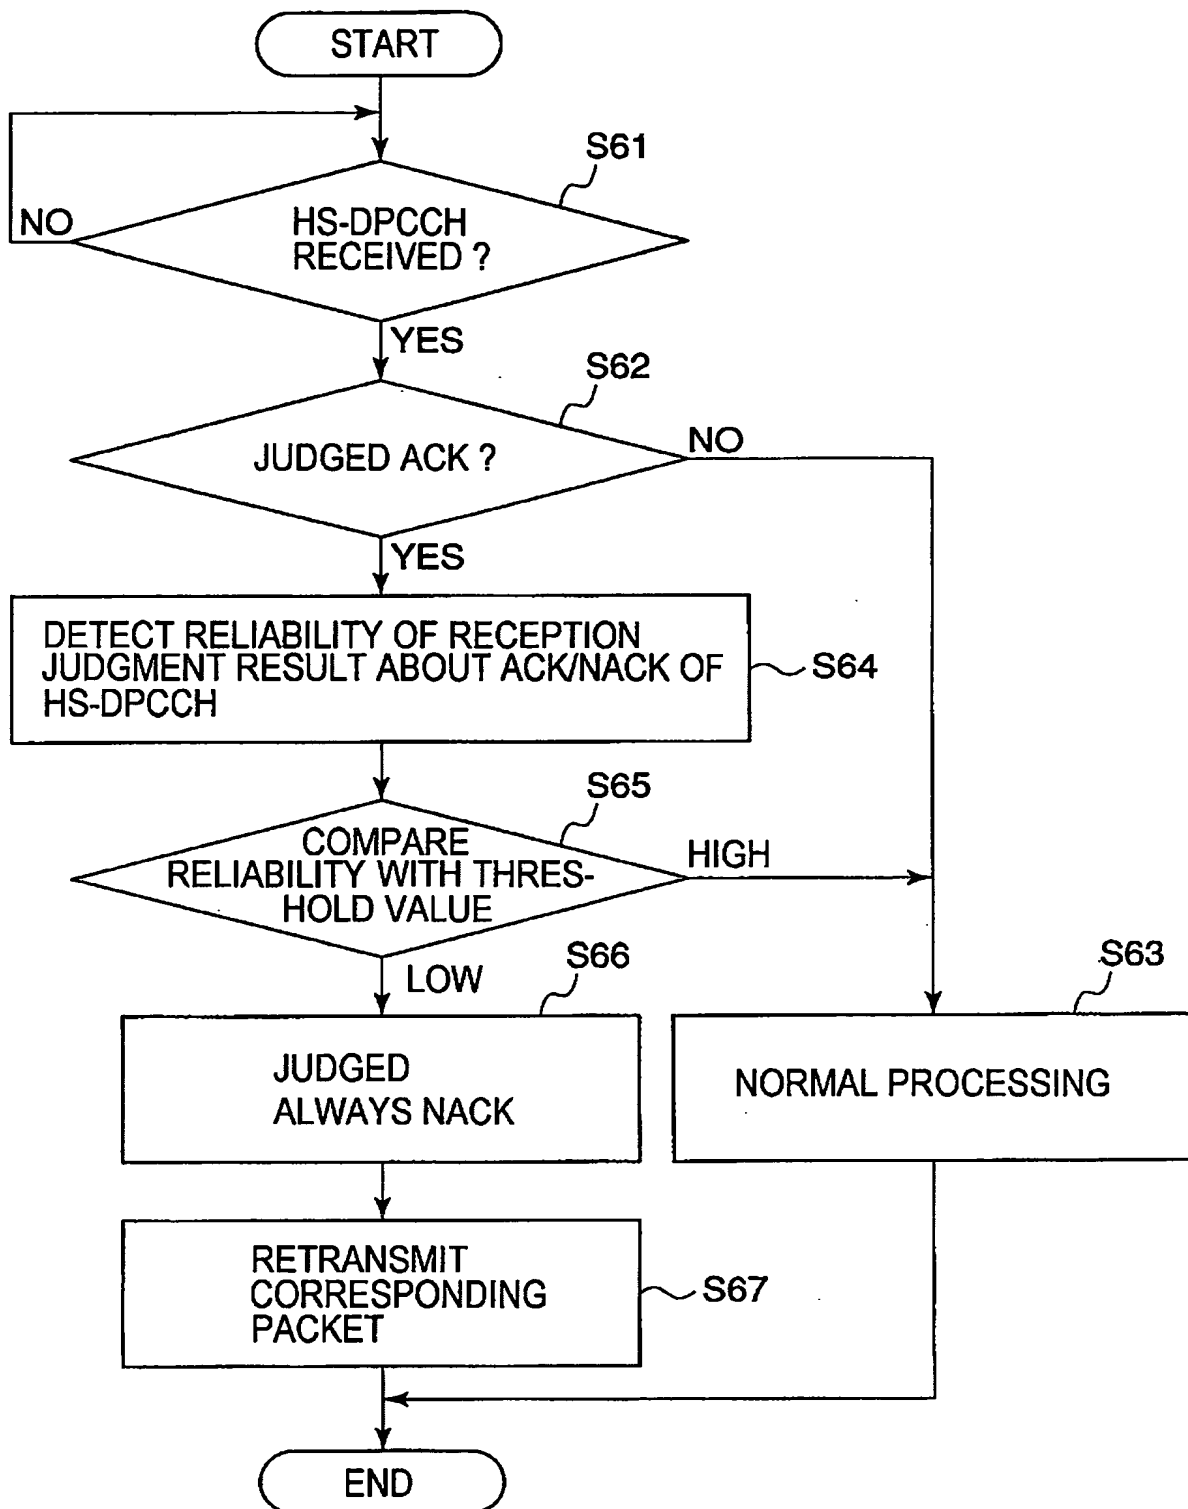 START
S61
NO
HS-DPCCH
RECEIVED ?
YES
S62
JUDGED ACK ?
NO
YES
DETECT RELIABILITY OF RECEPTION
JUDGMENT RESULT ABOUT ACK/NACK OF
HS-DPCCH
S64
S65
COMPARE
RELIABILITY WITH THRES-
HOLD VALUE
HIGH
LOW
S66
S63
JUDGED
ALWAYS NACK
NORMAL PROCESSING
RETRANSMIT
CORRESPONDING
PACKET
S67
END